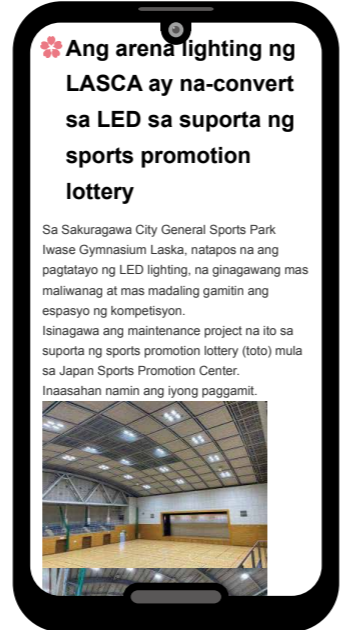 Ang arena lighting ng
LASCA ay na-convert
sa LED sa suporta ng
sports promotion
lottery
Sa Sakuragawa City General Sports Park
Iwase Gymnasium Laska, natapos na ang
pagtatayo ng LED lighting, na ginagawang mas
maliwanag at mas madaling gamitin ang
espasyo ng kompetisyon.
Isinagawa ang maintenance project na ito sa
suporta ng sports promotion lottery (toto) mula
sa Japan Sports Promotion Center.
Inaasahan namin ang iyong paggamit.